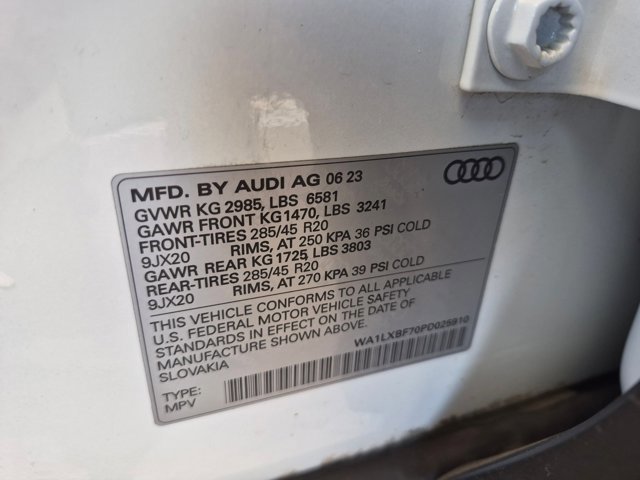 MFD. BY AUDI AG 06 23
GVWR KG 2985, LBS 6581
GAWR FRONT KG1470, LBS 3241
FRONT-TIRES 285/45 R20
9JX20 RIMS, AT 250 KPA 36 PSI COLD
GAWR REAR KG 1725, LBS 3803
REAR-TIRES 285/45 R20
9JX20 RIMS, AT 270 KPA 39 PSI COLD
THIS VEHICLE CONFORMS TO ALL APPLICABLE
U.S. FEDERAL MOTOR VEHICLE SAFETY
STANDARDS IN EFFECT ON THE DATE OF
MANUFACTURE SHOWN ABOVE.
SLOVAKIA
WA1LXBF70PD025910
TYPE:
MPV